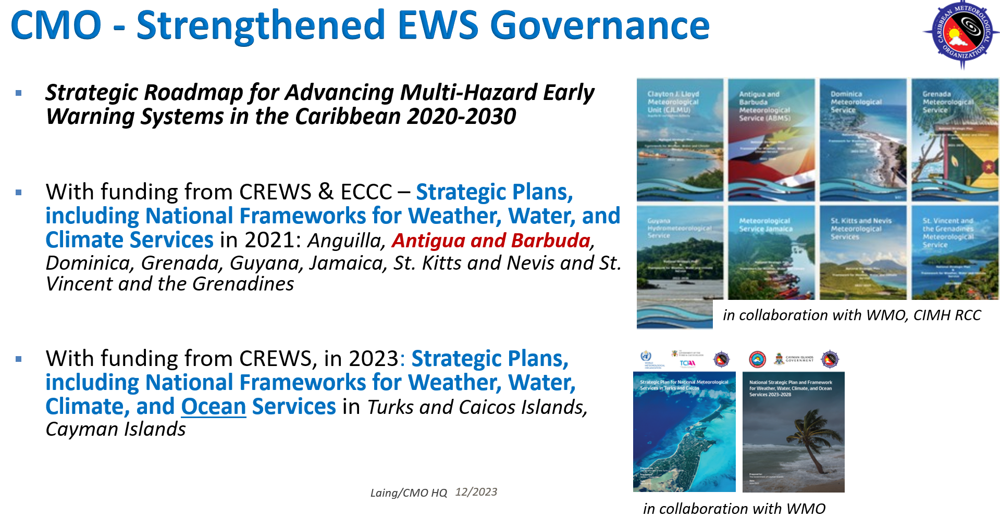 CMO - Strengthened EWS Governance
CARIBBEAN METEOROLOGICAL
ORGANIZATION
▪ Strategic Roadmap for Advancing Multi-Hazard Early
Warning Systems in the Caribbean 2020-2030
▪ With funding from CREWS & ECCC – Strategic Plans,
including National Frameworks for Weather, Water, and
Climate Services in 2021: Anguilla, Antigua and Barbuda,
Dominica, Grenada, Guyana, Jamaica, St. Kitts and Nevis and St.
Vincent and the Grenadines
▪ With funding from CREWS, in 2023: Strategic Plans,
including National Frameworks for Weather, Water,
Climate, and Ocean Services in Turks and Caicos Islands,
Cayman Islands
Clayton J. Lloyd
Meteorological
Unit (CJLMU)
Antigua and
Barbuda
Meteorological
Service (ABMS)
Dominica
Meteorological
Service
Grenada
Meteorological
Service
Guyana
Hydrometeorological
Service
Meteorological
Service Jamaica
St. Kitts and Nevis
Meteorological
Services
St. Vincent and
the Grenadines
Meteorological
Service
in collaboration with WMO, CIMH RCC
WORLD
METEOROLOGICAL
ORGANIZATION
TCIAA
CAYMAN ISLANDS
GOVERNMENT
Strategic Plan for National Meteorological
Services in Turks and Caicos
National Strategic Plan and Framework
for Weather, Water, Climate, and Ocean
Services 2023-2028
in collaboration with WMO
Laing/CMO HQ 12/2023